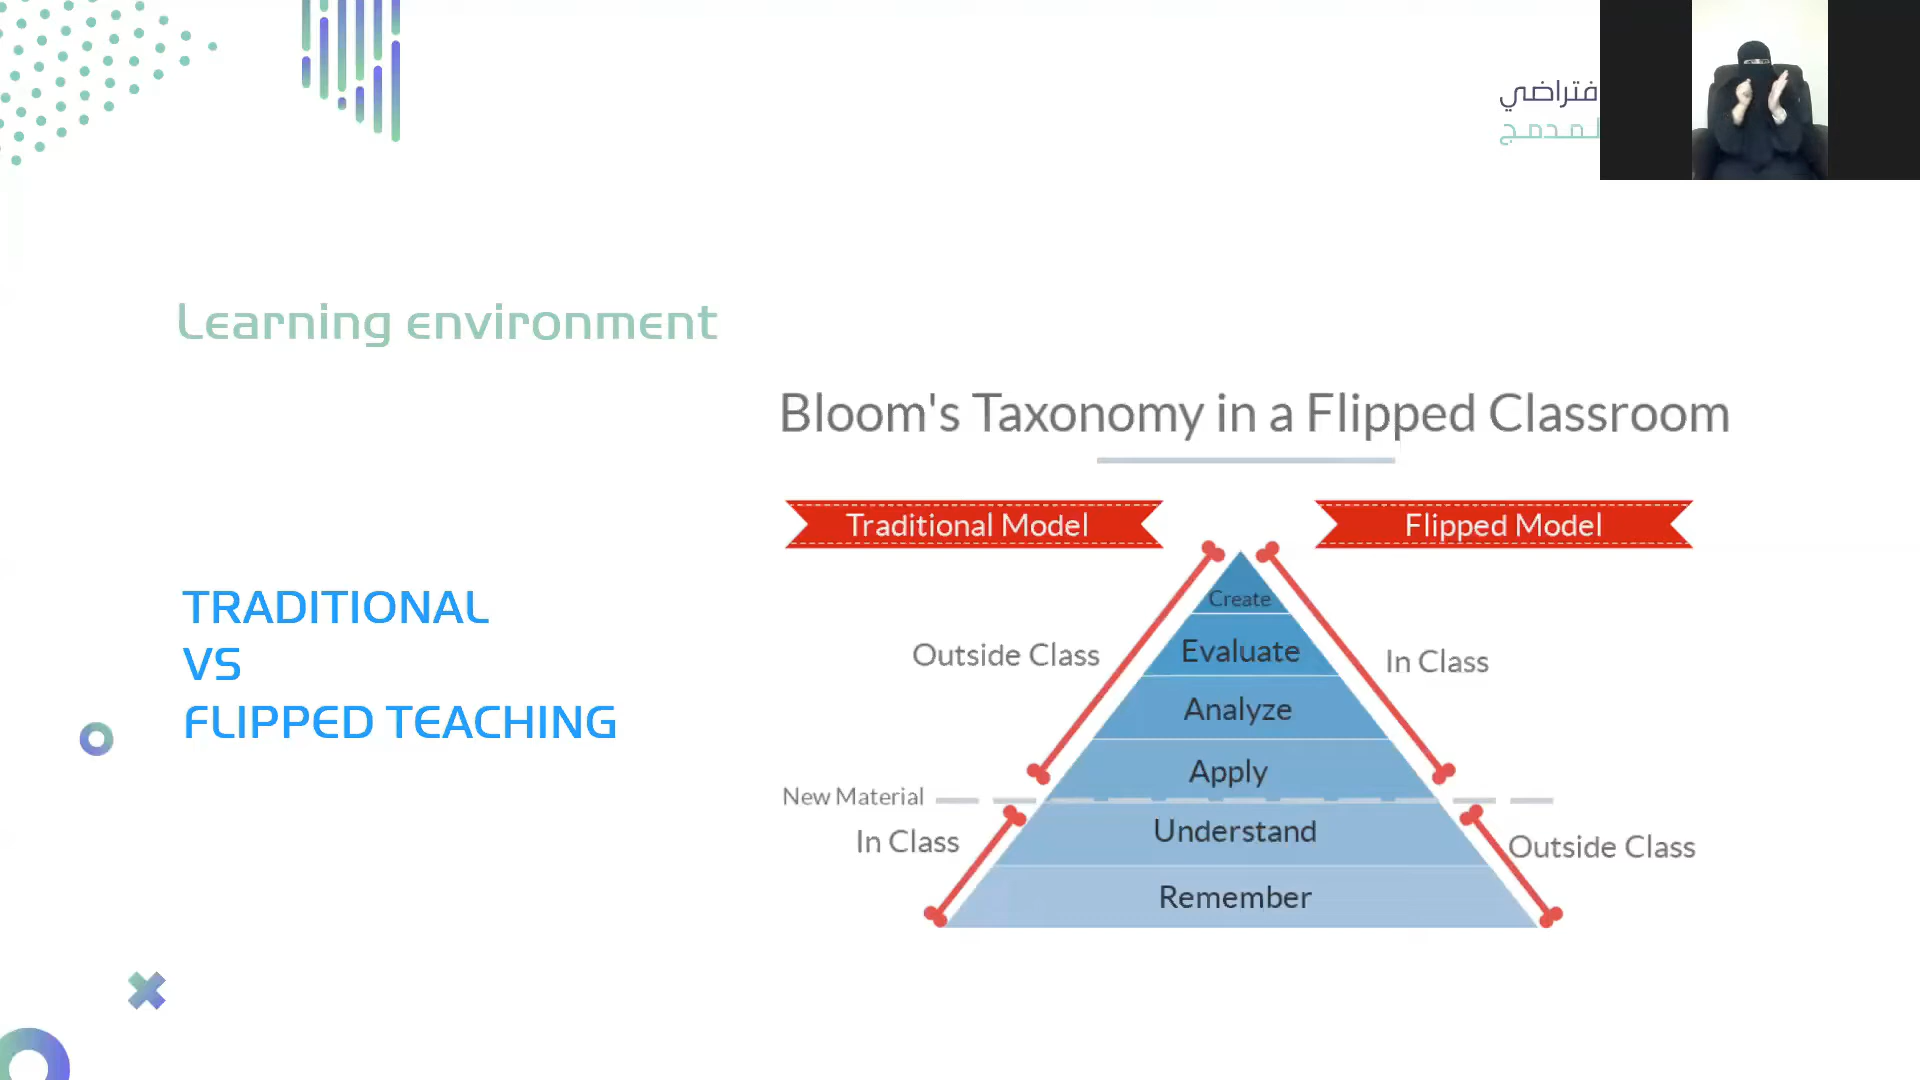 فتراضي
لمدمج
Learning environment
Bloom's Taxonomy in a Flipped Classroom
Traditional Model
Flipped Model
Create
Outside Class
Evaluate
In Class
TRADITIONAL
VS
FLIPPED TEACHING
Analyze
Apply
New Material
In Class
Understand
Outside Class
Remember